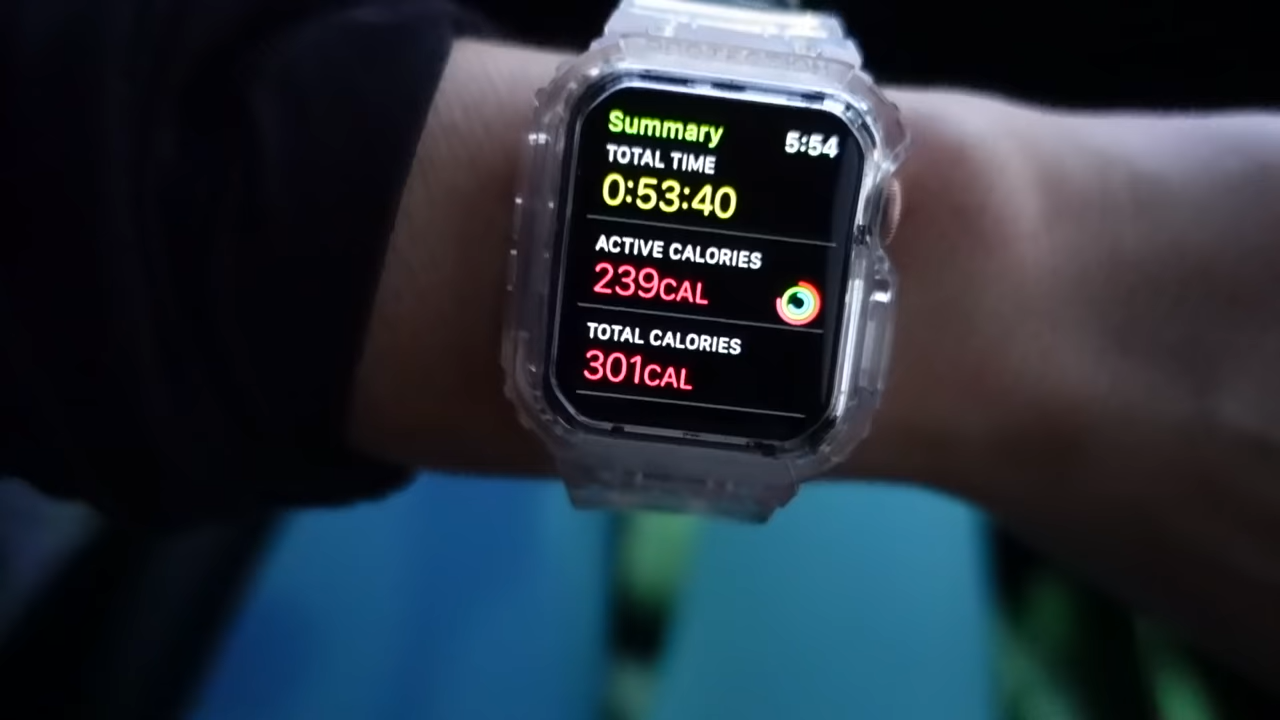 Summary
5:54
TOTAL TIME
0:53:40
ACTIVE CALORIES
239CAL
TOTAL CALORIES
301CAL